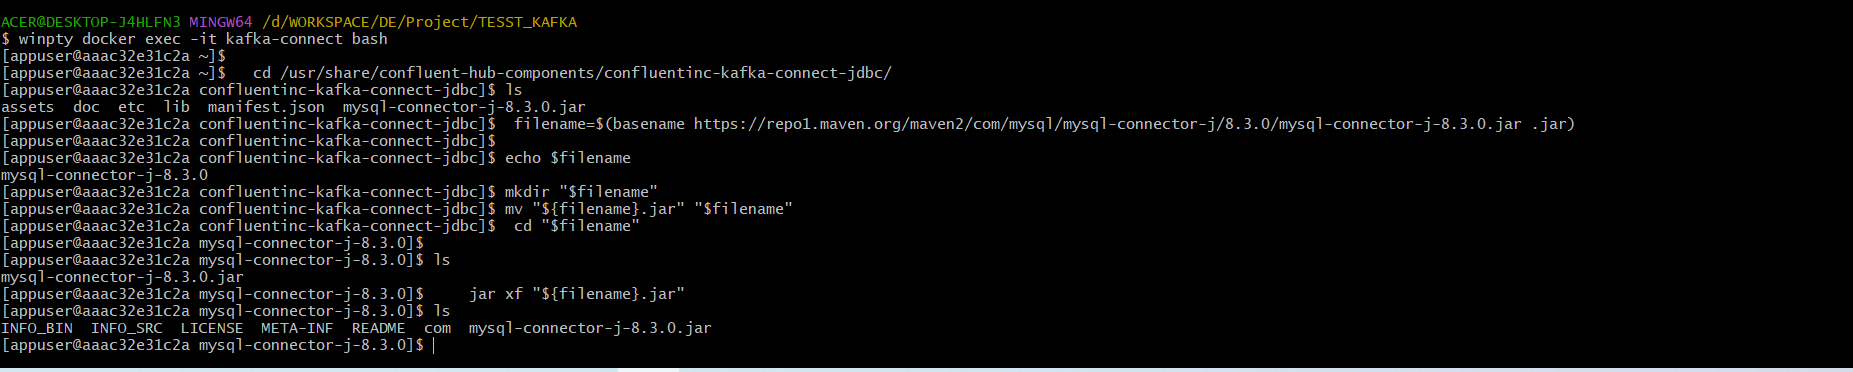 ACER@DESKTOP-J4HLFN3 MINGW64 /d/WORKSPACE/DE/Project/TESST_KAFKA
$ winpty docker exec -it kafka-connect bash
[appuser@aaac32e31c2a ~]$
[appuser@aaac32e31c2a ~]$   cd /usr/share/confluent-hub-components/confluentinc-kafka-connect-jdbc/
[appuser@aaac32e31c2a confluentinc-kafka-connect-jdbc]$ ls
assets  doc  etc  lib  manifest.json  mysql-connector-j-8.3.0.jar
[appuser@aaac32e31c2a confluentinc-kafka-connect-jdbc]$  filename=$(basename https://repo1.maven.org/maven2/com/mysql/mysql-connector-j/8.3.0/mysql-connector-j-8.3.0.jar .jar)
[appuser@aaac32e31c2a confluentinc-kafka-connect-jdbc]$
[appuser@aaac32e31c2a confluentinc-kafka-connect-jdbc]$ echo $filename
mysql-connector-j-8.3.0
[appuser@aaac32e31c2a confluentinc-kafka-connect-jdbc]$ mkdir "$filename"
[appuser@aaac32e31c2a confluentinc-kafka-connect-jdbc]$ mv "${filename}.jar" "$filename"
[appuser@aaac32e31c2a confluentinc-kafka-connect-jdbc]$  cd "$filename"
[appuser@aaac32e31c2a mysql-connector-j-8.3.0]$
[appuser@aaac32e31c2a mysql-connector-j-8.3.0]$ ls
mysql-connector-j-8.3.0.jar
[appuser@aaac32e31c2a mysql-connector-j-8.3.0]$     jar xf "${filename}.jar"
[appuser@aaac32e31c2a mysql-connector-j-8.3.0]$ ls
INFO_BIN  INFO_SRC  LICENSE  META-INF  README  com  mysql-connector-j-8.3.0.jar
[appuser@aaac32e31c2a mysql-connector-j-8.3.0]$